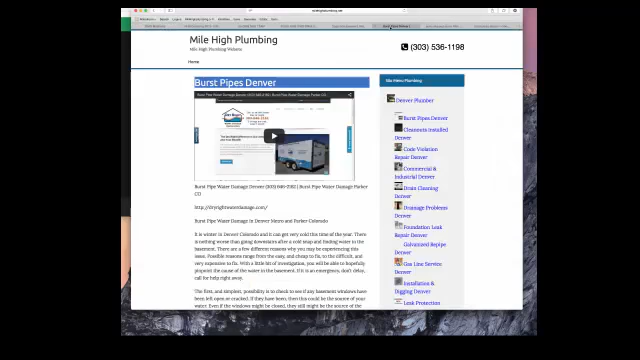 Mile High Plumbing
Mile High Plumbing Website
(303) 536-1198
Home
Burst Pipes Denver
Burst Pipe Water Damage Denver (303)
Burst Pipe Water Damage Parker
CO
http://dryrightwaterdamage.com/
Burst Pipe Water Damage in Denver Metro and Parker Colorado
It is winter in Denver Colorado and it can get very cold this time of the year. There
is nothing worse than going downstairs after a cold snap and finding water in the
basement. There are a few different reasons why you may be experiencing this
issue. Possible reasons range from the easy, and cheap to fix, to the difficult, and
very expensive to fix. With a little bit of investigation, you will be able to hopefully
pinpoint the cause of the water in the basement. If it is an emergency, don't delay,
call for help right away.
The first, and simplest, possibility is to check to see if any basement windows have
been left open or cracked. If they have been, then this could be the source of your
water. Even if the windows might be closed, they still might be the source of the
Mile High Plumbing
Denver Plumber
Burst Pipes Denver
Cleanouts Installed
Denver
Code Violation
Repair Denver
Commercial &
Industrial Denver
Drain Cleaning
Denver
Drainage Problems
Denver
Foundation Leak
Repair Denver
Galvanized Repipe
Denver
Gas Line Service
Denver
Installation &
Digging Denver
Leak Protection